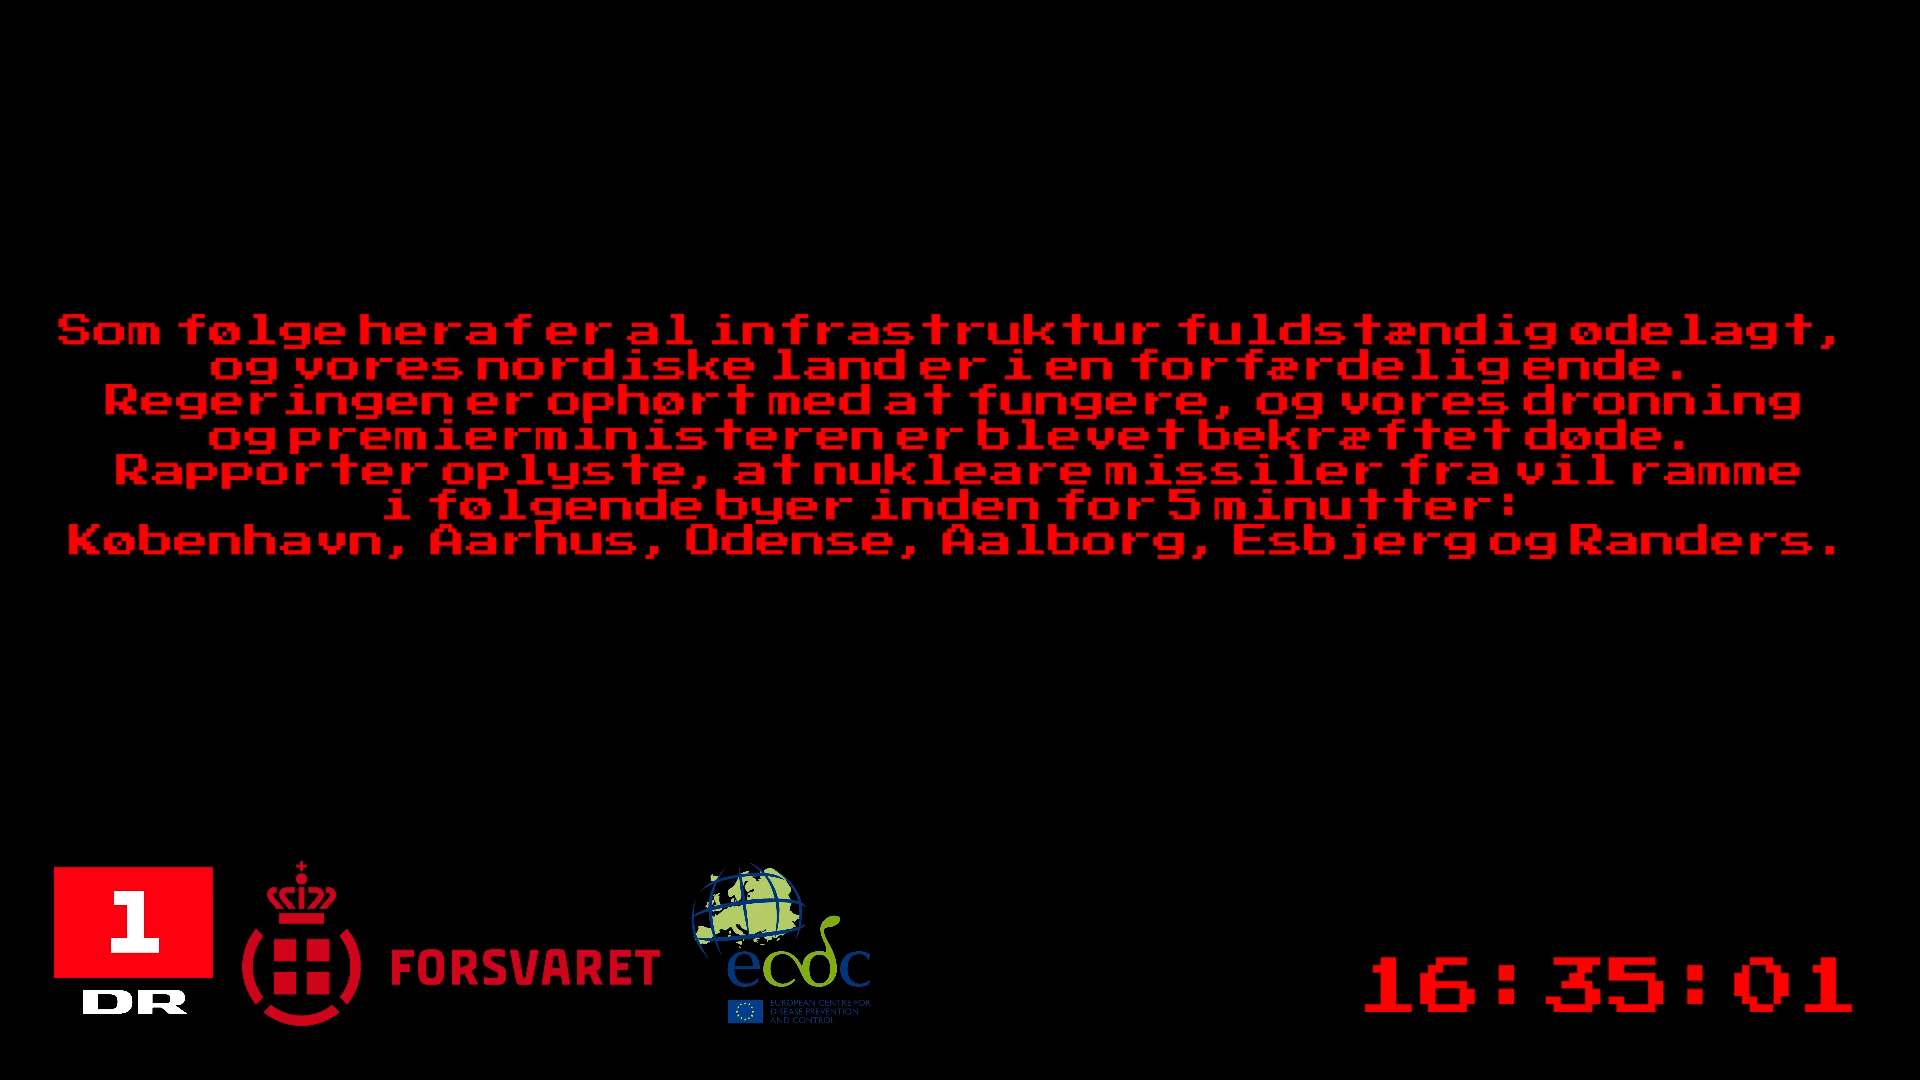 Som følge heraf er al infrastruktur fuldstændig ødelagt,
og vores nordiske land er i en forfærdelig ende.
Regeringen er ophørt med at fungere, og vores dronning
og premierministeren er blevet bekræftet døde.
Rapporter oplyste, at nukleare missiler fra vil ramme
i følgende byer inden for 5 minutter:
København, Aarhus, Odense, Aalborg, Esbjerg og Randers.
1
DR
FORSVARET
ecdc
EUROPEAN CENTRE FOR
DISEASE PREVENTION
AND CONTROL
16:35:01